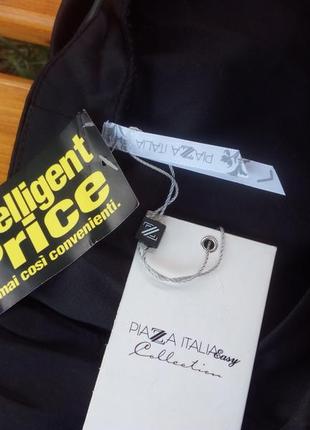 PIAZZA ITALIA
elligent
Price
mai così convenienti.
PIAZZA ITALIA Easy
Collection